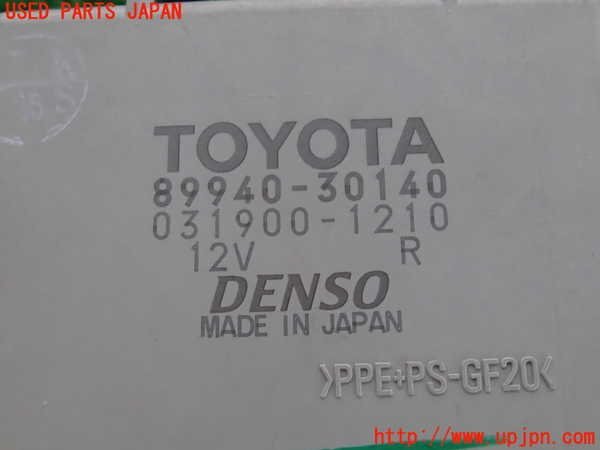 USED PARTS JAPAN
TOYOTA
89940-30140
031900-1210
12V R
DENSO
MADE IN JAPAN
>PPE+PS-GF20<
http://www.upjpn.com